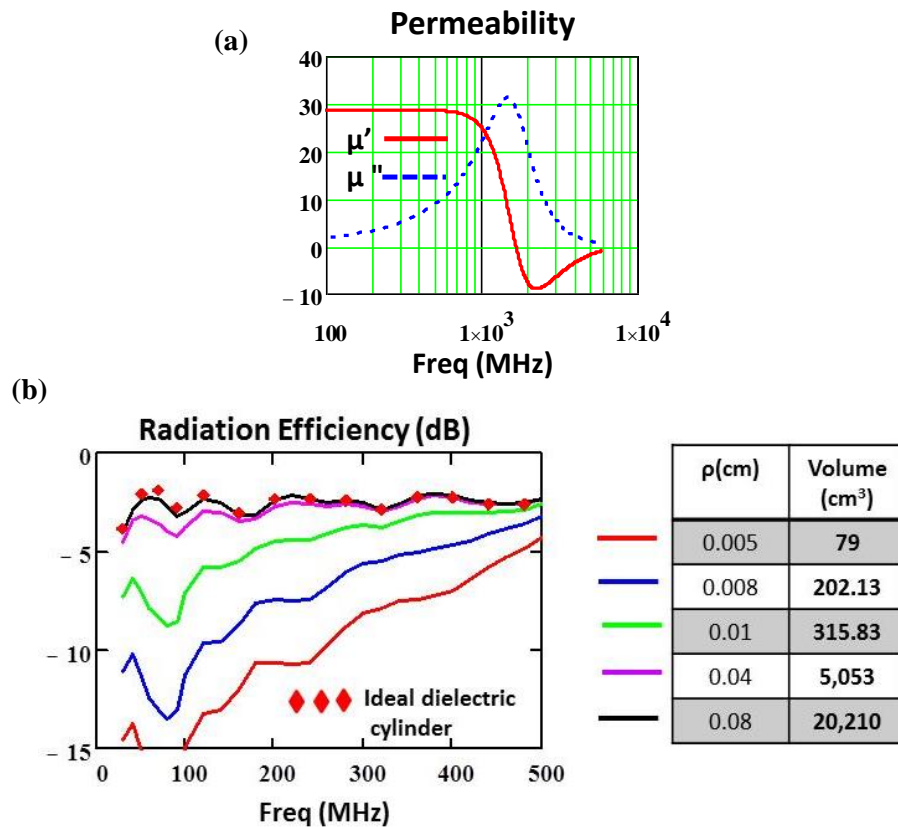 (a)
Permeability
40
30
20
10
0
– 10
μ'
μ "
100
1×10³
1×10⁴
Freq (MHz)
(b)
Radiation Efficiency (dB)
0
– 5
– 10
– 15
Ideal dielectric
cylinder
0 100 200 300 400 500
Freq (MHz)
ρ(cm) Volume
(cm³)
0.005 79
0.008 202.13
0.01 315.83
0.04 5,053
0.08 20,210